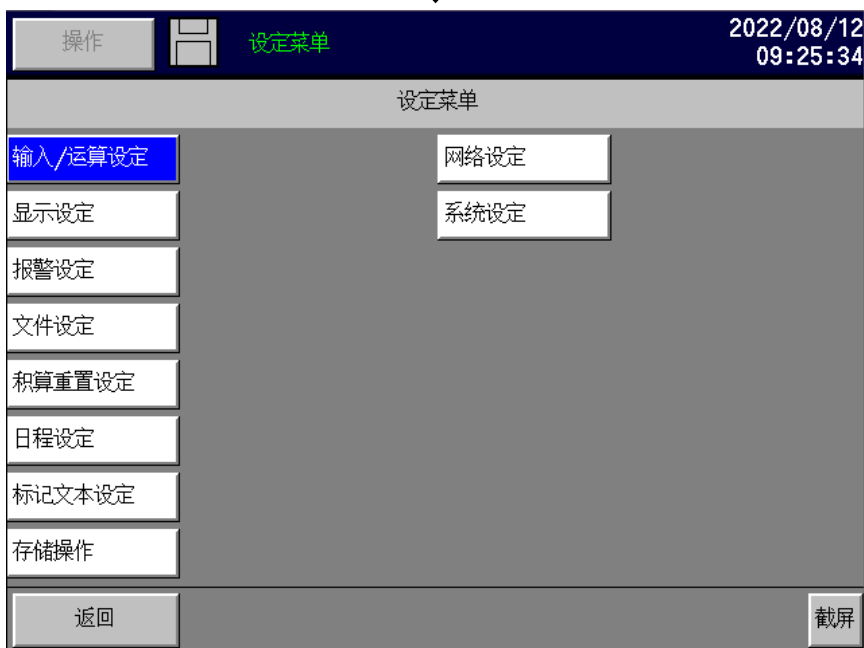 操作
设定菜单
2022/08/12
09:25:34
设定菜单
输入/运算设定
网络设定
显示设定
系统设定
报警设定
文件设定
积算重置设定
日程设定
标记文本设定
存储操作
返回
截屏